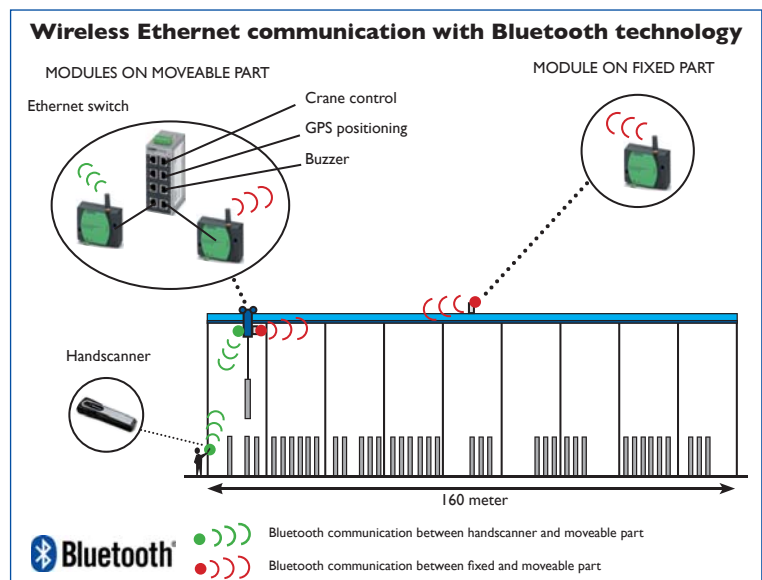 Wireless Ethernet communication with Bluetooth technology
MODULES ON MOVEABLE PART
MODULE ON FIXED PART
Ethernet switch
Crane control
GPS positioning
Buzzer
Handscanner
160 meter
Bluetooth
Bluetooth communication between handscanner and moveable part
Bluetooth communication between fixed and moveable part